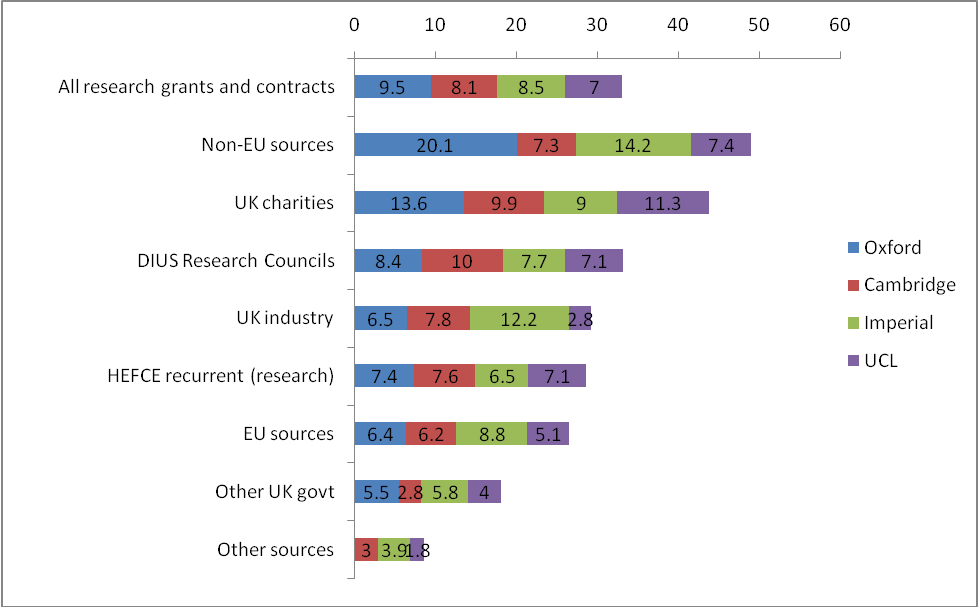 0 10 20 30 40 50 60
All research grants and contracts 9.5 8.1 8.5 7
Non-EU sources 20.1 7.3 14.2 7.4
UK charities 13.6 9.9 9 11.3
DIUS Research Councils 8.4 10 7.7 7.1
UK industry 6.5 7.8 12.2 2.8
HEFCE recurrent (research) 7.4 7.6 6.5 7.1
EU sources 6.4 6.2 8.8 5.1
Other UK govt 5.5 2.8 5.8 4
Other sources 3 3.9 1.8
Oxford
Cambridge
Imperial
UCL